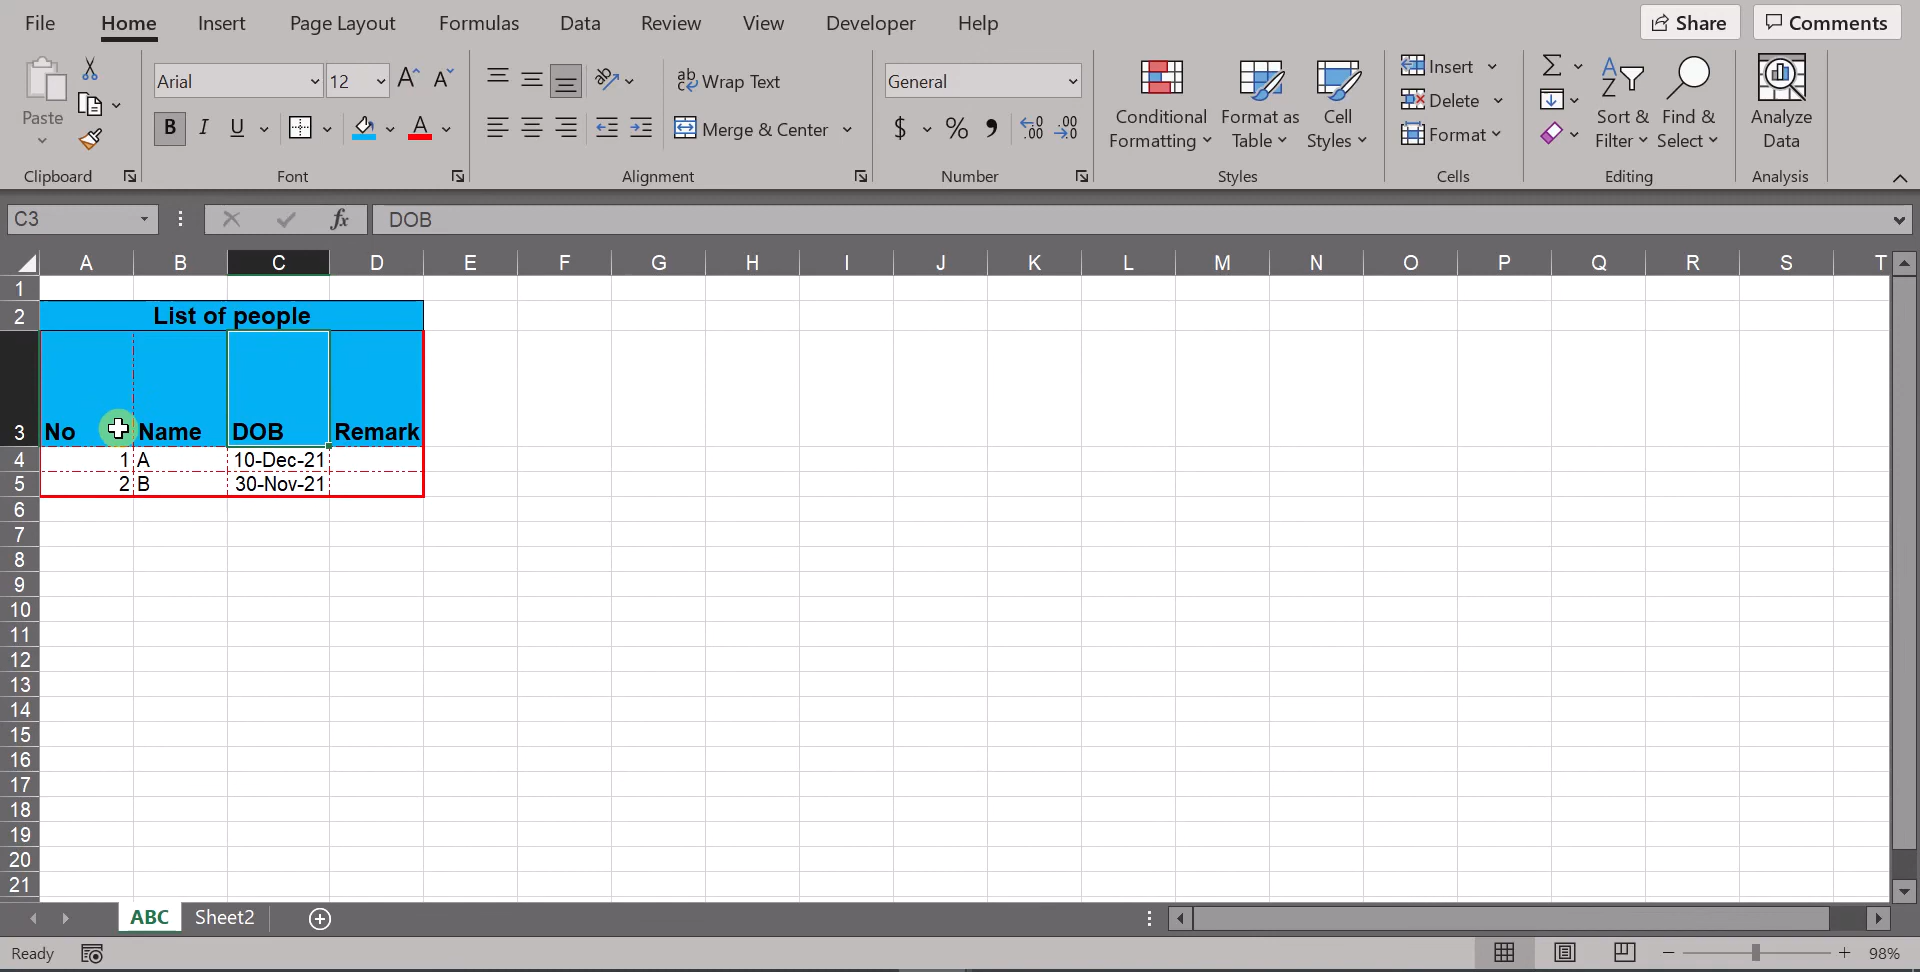 File Home Insert Page Layout Formulas Data Review View Developer Help Share Comments
Paste
Clipboard
Arial 12
B I U A
Font
ab Wrap Text
Merge & Center
Alignment
General
$ % .00 .00
Number
Conditional Formatting
Format as Table
Cell Styles
Styles
Insert
Delete
Format
Cells
Σ
Sort & Filter
Find & Select
Editing
Analyze Data
Analysis
C3 fx DOB
A B C D E F G H I J K L M N O P Q R S T
1
2 List of people
3 No Name DOB Remark
4 1 A 10-Dec-21
5 2 B 30-Nov-21
6
7
8
9
10
11
12
13
14
15
16
17
18
19
20
21
ABC Sheet2
Ready 98%